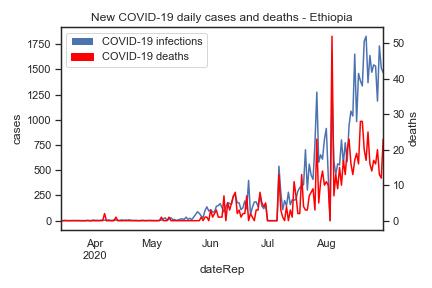 New COVID-19 daily cases and deaths - Ethiopia
COVID-19 infections
COVID-19 deaths
1750
1500
1250
1000
750
500
250
0
cases
50
40
30
20
10
0
deaths
Apr
2020
May
Jun
Jul
Aug
dateRep